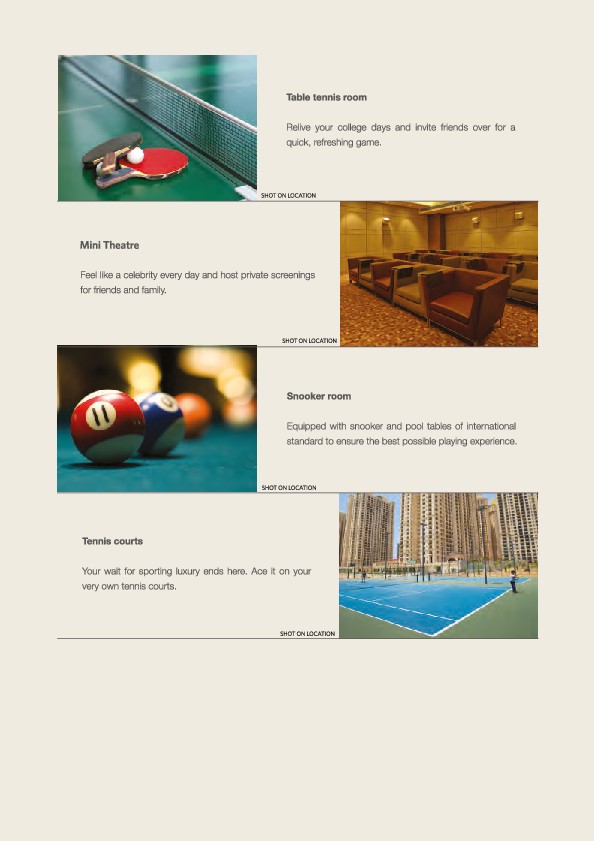 Table tennis room
Relive your college days and invite friends over for a
quick, refreshing game.
SHOT ON LOCATION
Mini Theatre
Feel like a celebrity every day and host private screenings
for friends and family.
SHOT ON LOCATION
11
Snooker room
Equipped with snooker and pool tables of international
standard to ensure the best possible playing experience.
SHOT ON LOCATION
Tennis courts
Your wait for sporting luxury ends here. Ace it on your
very own tennis courts.
SHOT ON LOCATION